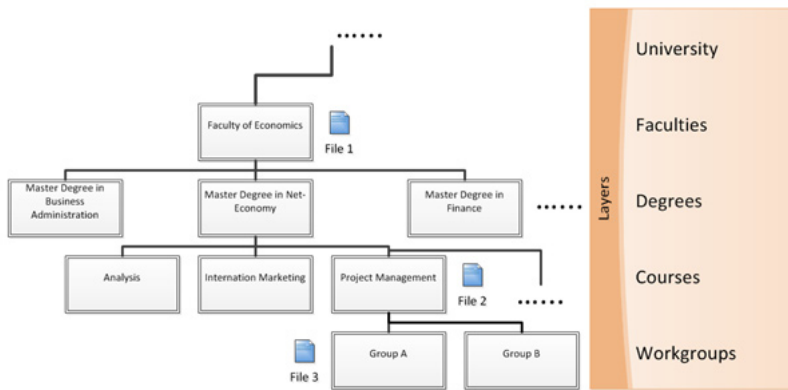 ......
University
Faculty of Economics
File 1
Faculties
Master Degree in
Business
Administration
Master Degree in Net-
Economy
Master Degree in
Finance
......
Degrees
Layers
Analysis
Internation Marketing
Project Management
File 2
......
Courses
File 3
Group A
Group B
Workgroups